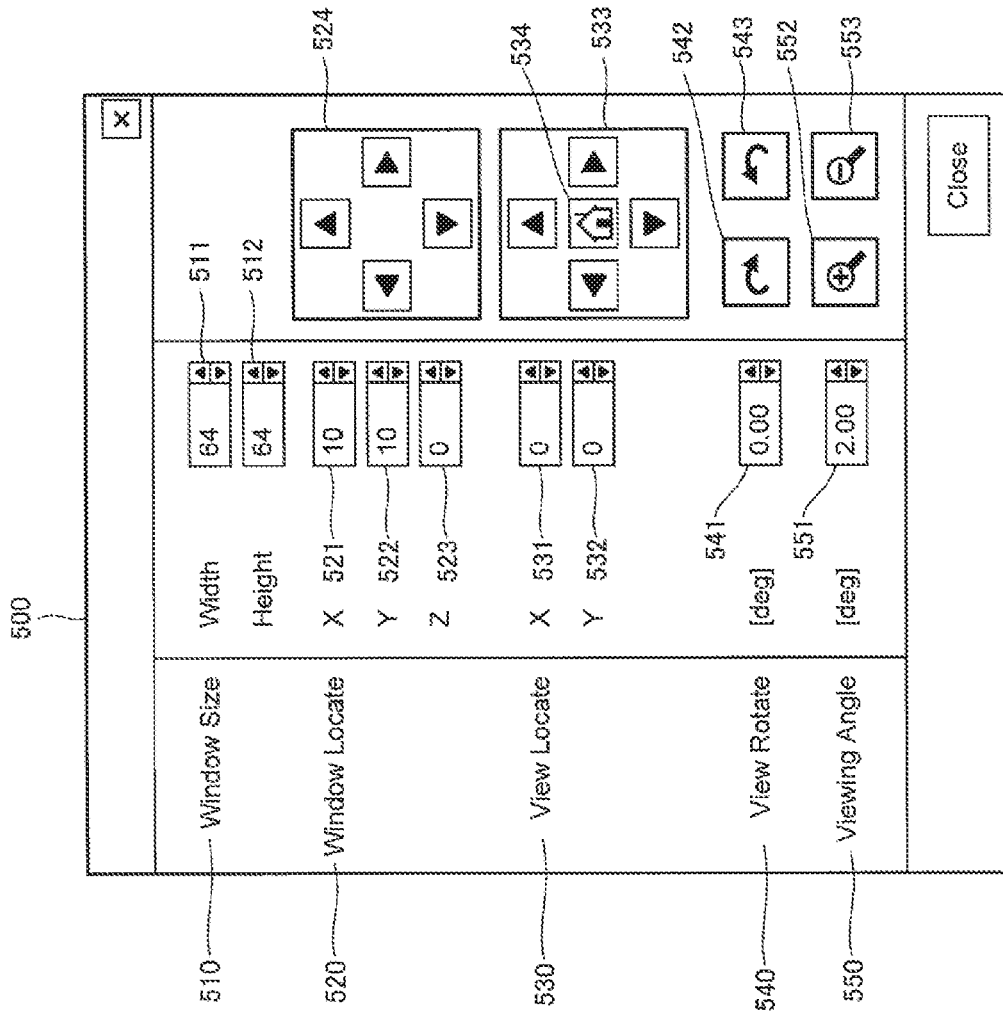 500
×
510 Window Size Width 64 511
Height 64 512
520 Window Locate X 521 10 524
Y 522 10
Z 523 0
530 View Locate X 531 0 534
Y 532 0 533
540 View Rotate [deg] 541 0.00 542 543
550 Viewing Angle [deg] 551 2.00 552 553
Close